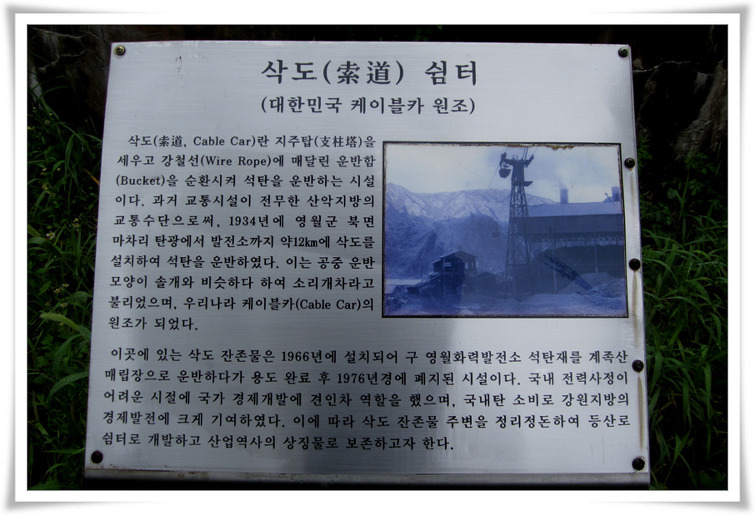 삭도(索道) 쉼터
(대한민국 케이블카 원조)
삭도(索道, Cable Car)란 지주탑(支柱塔)을
세우고 강철선(Wire Rope)에 매달린 운반함
(Bucket)을 순환시켜 석탄을 운반하는 시설
이다. 과거 교통시설이 전무한 산악지방의
교통수단으로써, 1934년에 영월군 북면
마차리 탄광에서 발전소까지 약12km에 삭도를
설치하여 석탄을 운반하였다. 이는 공중 운반
모양이 솔개와 비슷하다 하여 소리개차라고
불리었으며, 우리나라 케이블카(Cable Car)의
원조가 되었다.
이곳에 있는 삭도 잔존물은 1966년에 설치되어 구 영월화력발전소 석탄재를 계족산
매립장으로 운반하다가 용도 완료 후 1976년경에 폐지된 시설이다. 국내 전력사정이
어려운 시절에 국가 경제개발에 견인차 역할을 했으며, 국내탄 소비로 강원지방의
경제발전에 크게 기여하였다. 이에 따라 삭도 잔존물 주변을 정리정돈하여 등산로
쉼터로 개발하고 산업역사의 상징물로 보존하고자 한다.